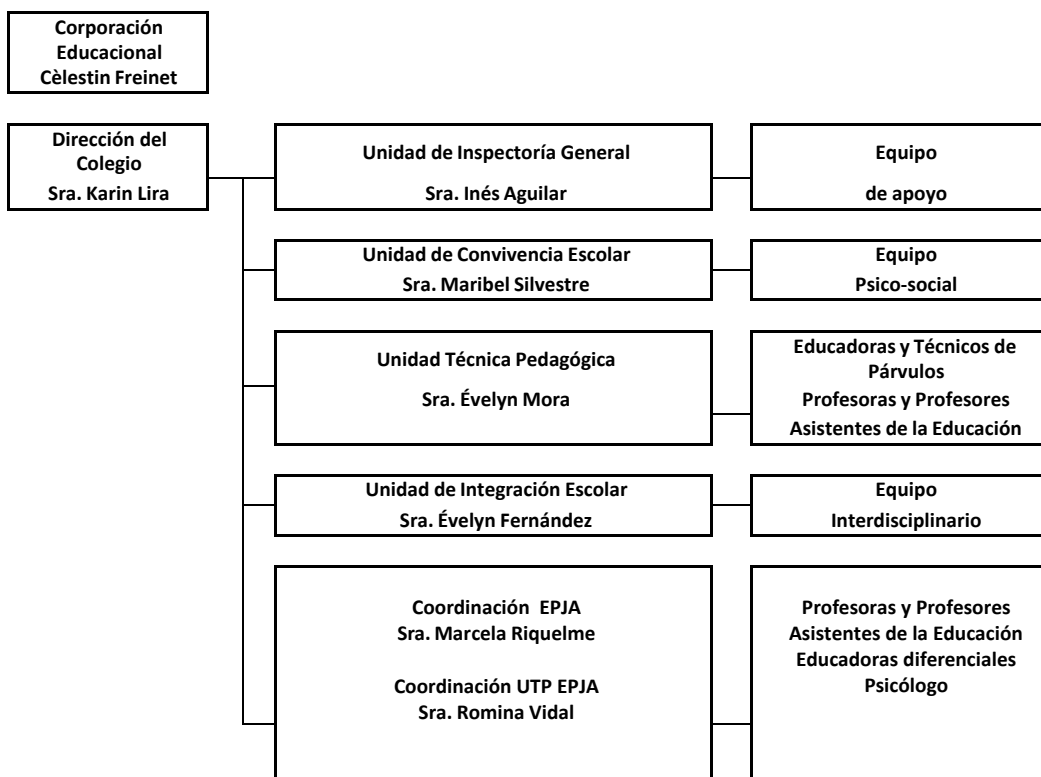 Corporación
Educacional
Cèlestin Freinet
Dirección del
Colegio
Sra. Karin Lira
Unidad de Inspectoría General
Sra. Inés Aguilar
Equipo
de apoyo
Unidad de Convivencia Escolar
Sra. Maribel Silvestre
Equipo
Psico-social
Unidad Técnica Pedagógica
Sra. Évelyn Mora
Educadoras y Técnicos de
Párvulos
Profesoras y Profesores
Asistentes de la Educación
Unidad de Integración Escolar
Sra. Évelyn Fernández
Equipo
Interdisciplinario
Coordinación EPJA
Sra. Marcela Riquelme
Coordinación UTP EPJA
Sra. Romina Vidal
Profesoras y Profesores
Asistentes de la Educación
Educadoras diferenciales
Psicólogo